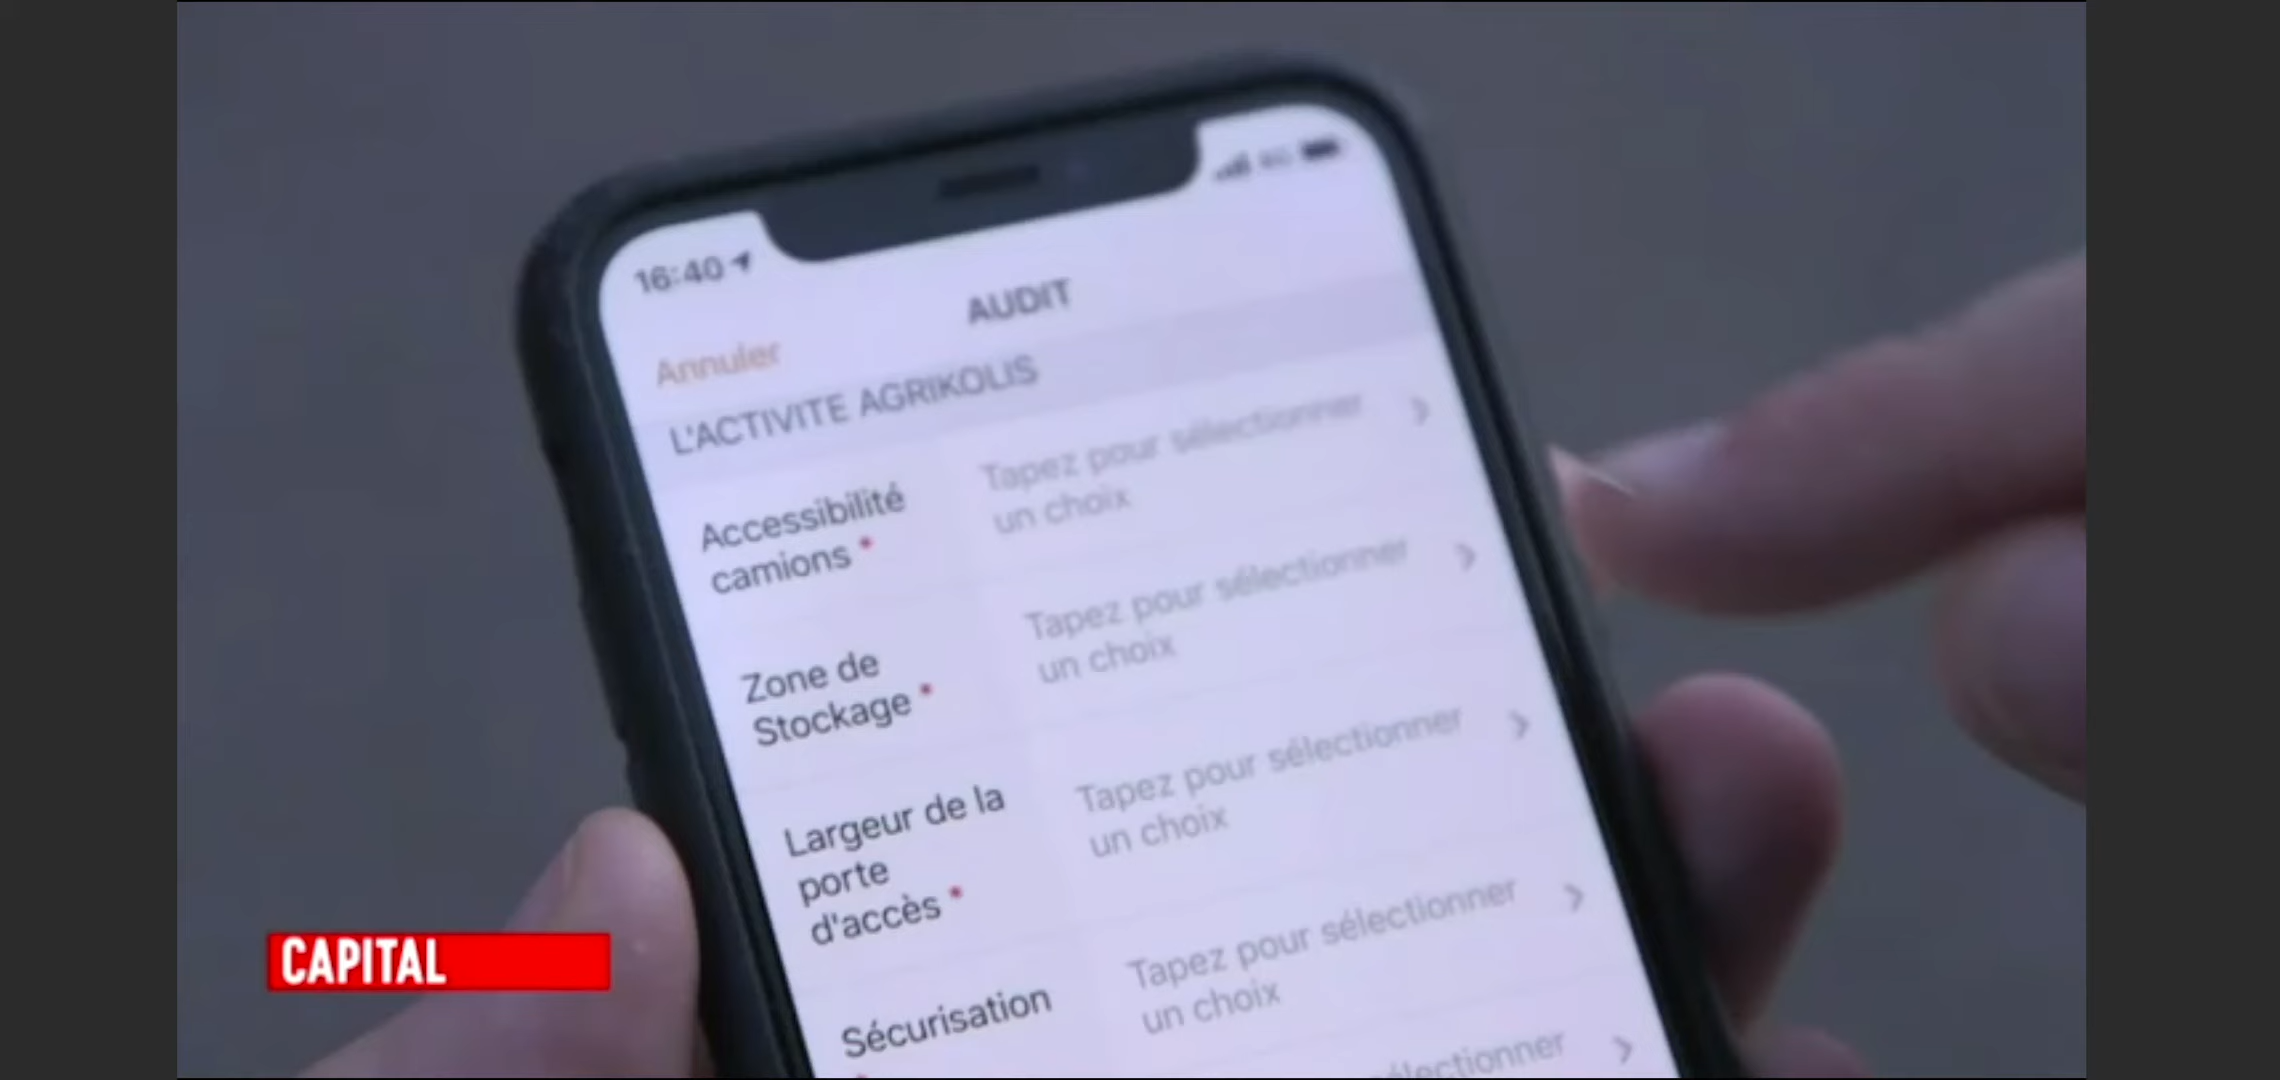 16:40
AUDIT
Annuler
L'ACTIVITE AGRIKOLIS
Accessibilité
camions *
Tapez pour sélectionner
un choix
Zone de
Stockage *
Tapez pour sélectionner
un choix
Largeur de la
porte
d'accès *
Tapez pour sélectionner
un choix
Sécurisation
Tapez pour sélectionner
un choix
sélectionner
CAPITAL